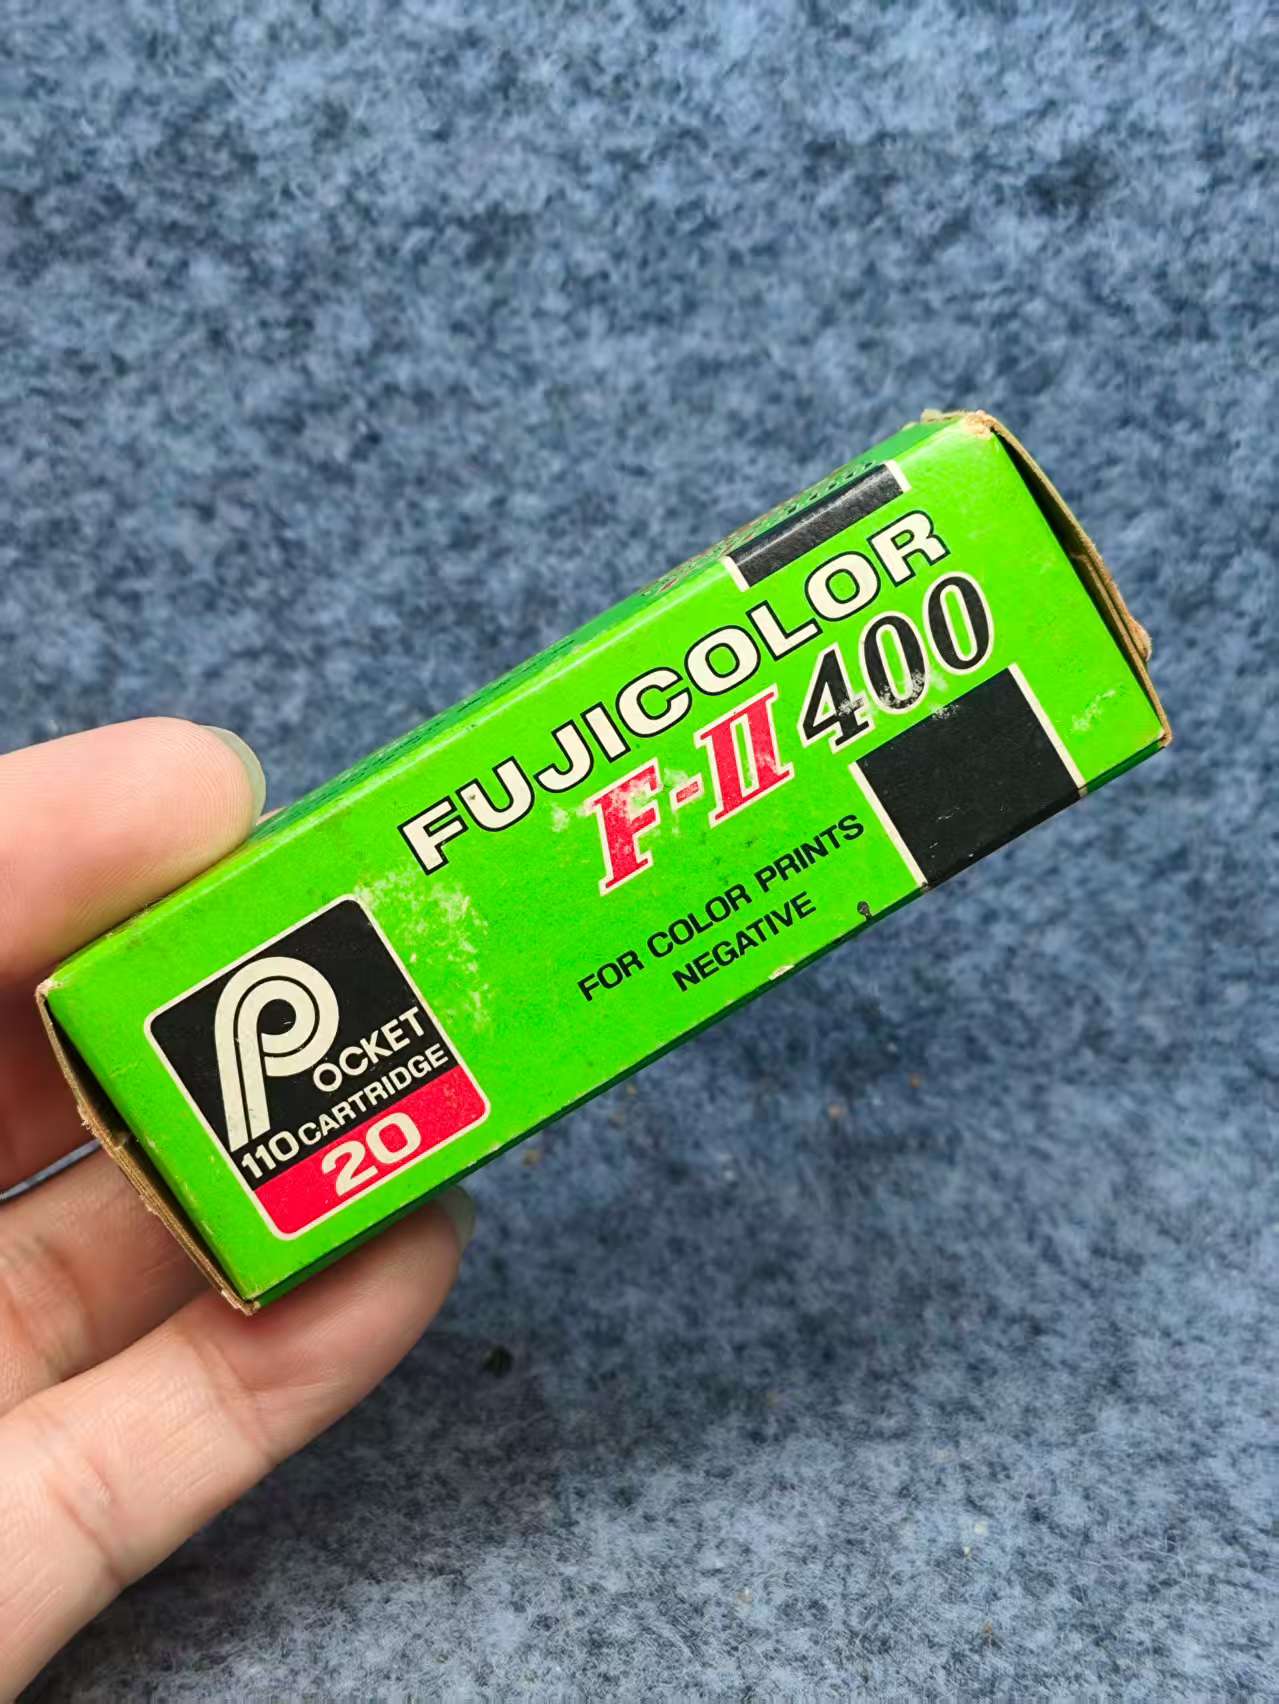 FUJICOLOR
F-II 400
FOR COLOR PRINTS
NEGATIVE
POCKET
110 CARTRIDGE
20